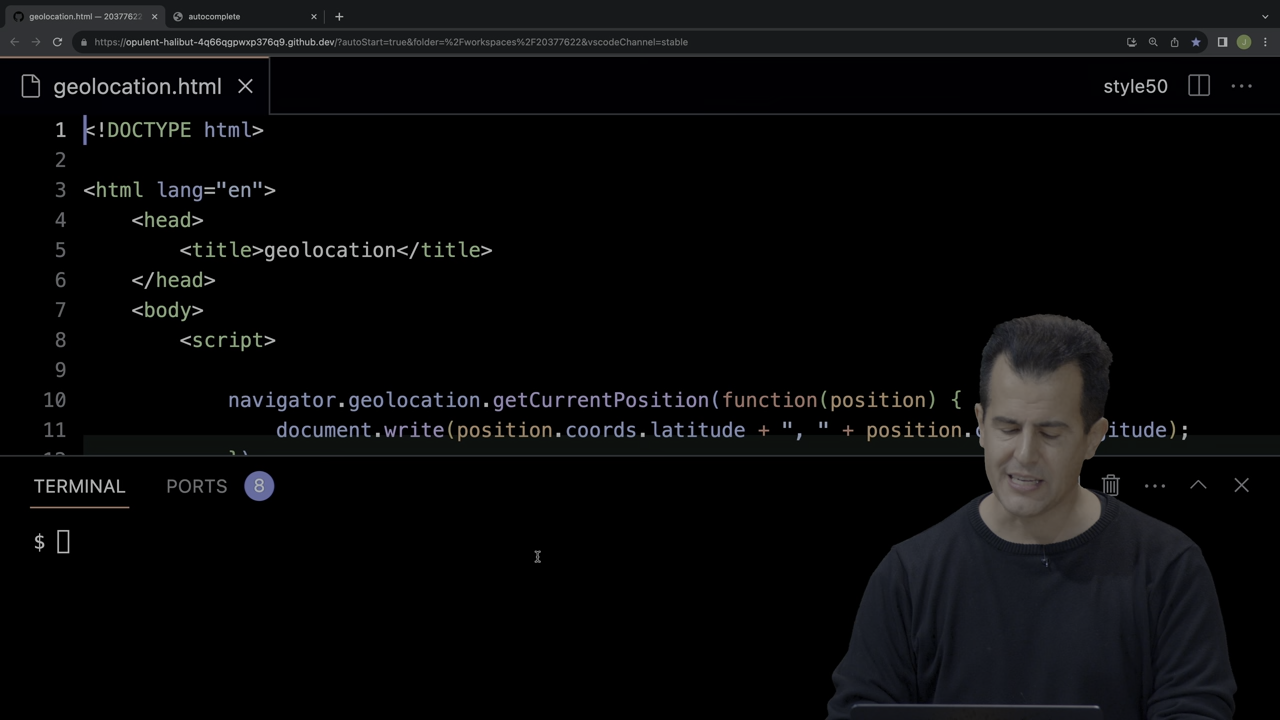 geolocation.html — 20377622
autocomplete
https://opulent-halibut-4q66qgpwxp376q9.github.dev/?autoStart=true&folder=%2Fworkspaces%2F20377622&vscodeChannel=stable
geolocation.html
style50
1 <!DOCTYPE html>
2
3 <html lang="en">
4 <head>
5 <title>geolocation</title>
6 </head>
7 <body>
8 <script>
9
10 navigator.geolocation.getCurrentPosition(function(position) {
11 document.write(position.coords.latitude + ", " + position. itude);
TERMINAL
PORTS 8
$